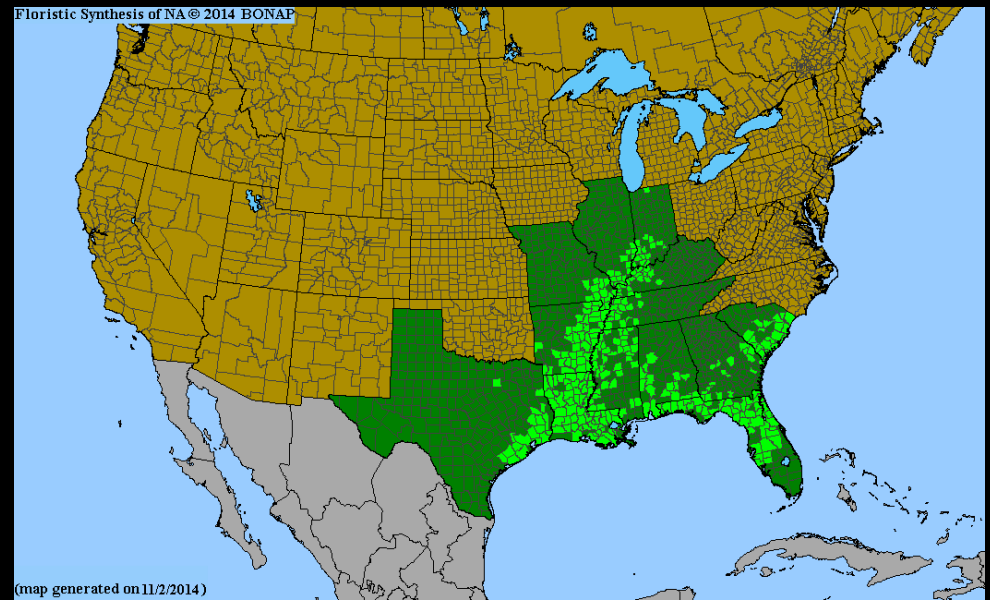 Floristic Synthesis of NA © 2014 BONAP
(map generated on 11/2/2014 )